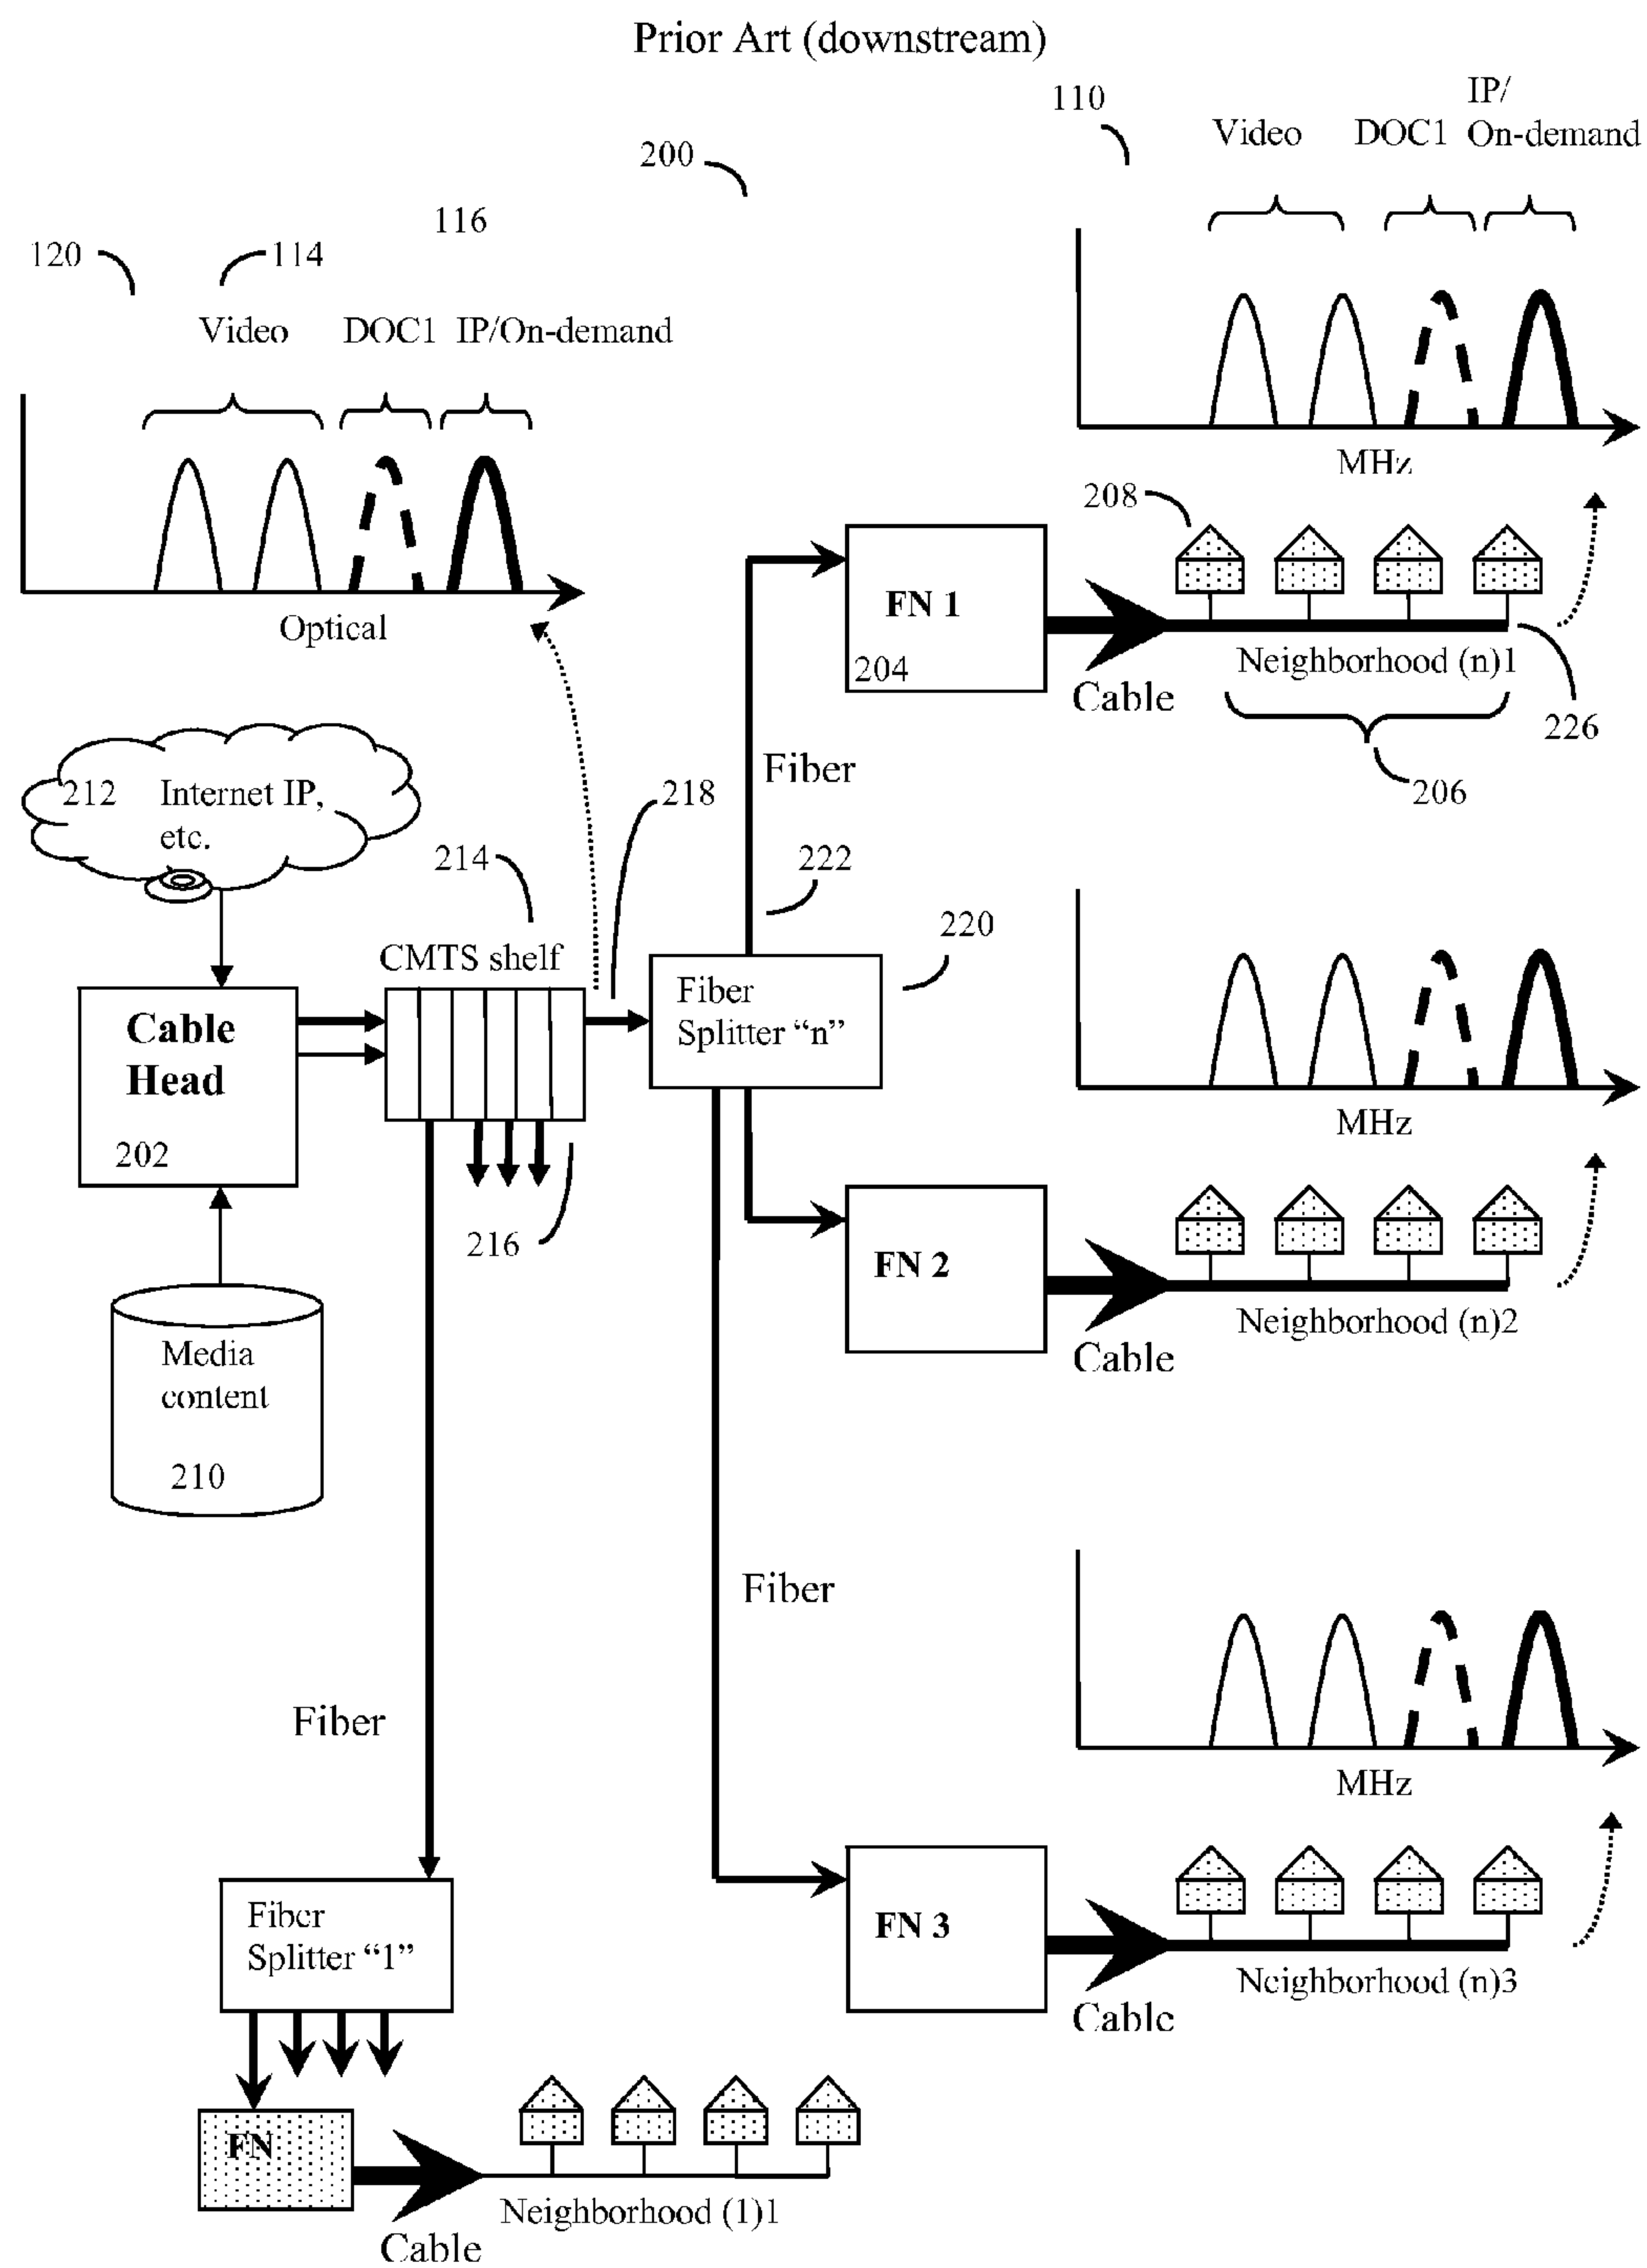 Prior Art (downstream)
110
IP/
Video DOC1 On-demand
200
116
120
114
Video DOC1 IP/On-demand
MHz
208
Optical
FN 1
204
Neighborhood (n)1
Cable
226
206
Fiber
212 Internet IP,
etc.
218
214
222
220
CMTS shelf
Fiber
Splitter “n”
Cable
Head
202
216
MHz
FN 2
Neighborhood (n)2
Cable
Media
content
210
Fiber
Fiber
MHz
Fiber
Splitter “1”
FN 3
Neighborhood (n)3
Cable
FN
Neighborhood (1)1
Cable